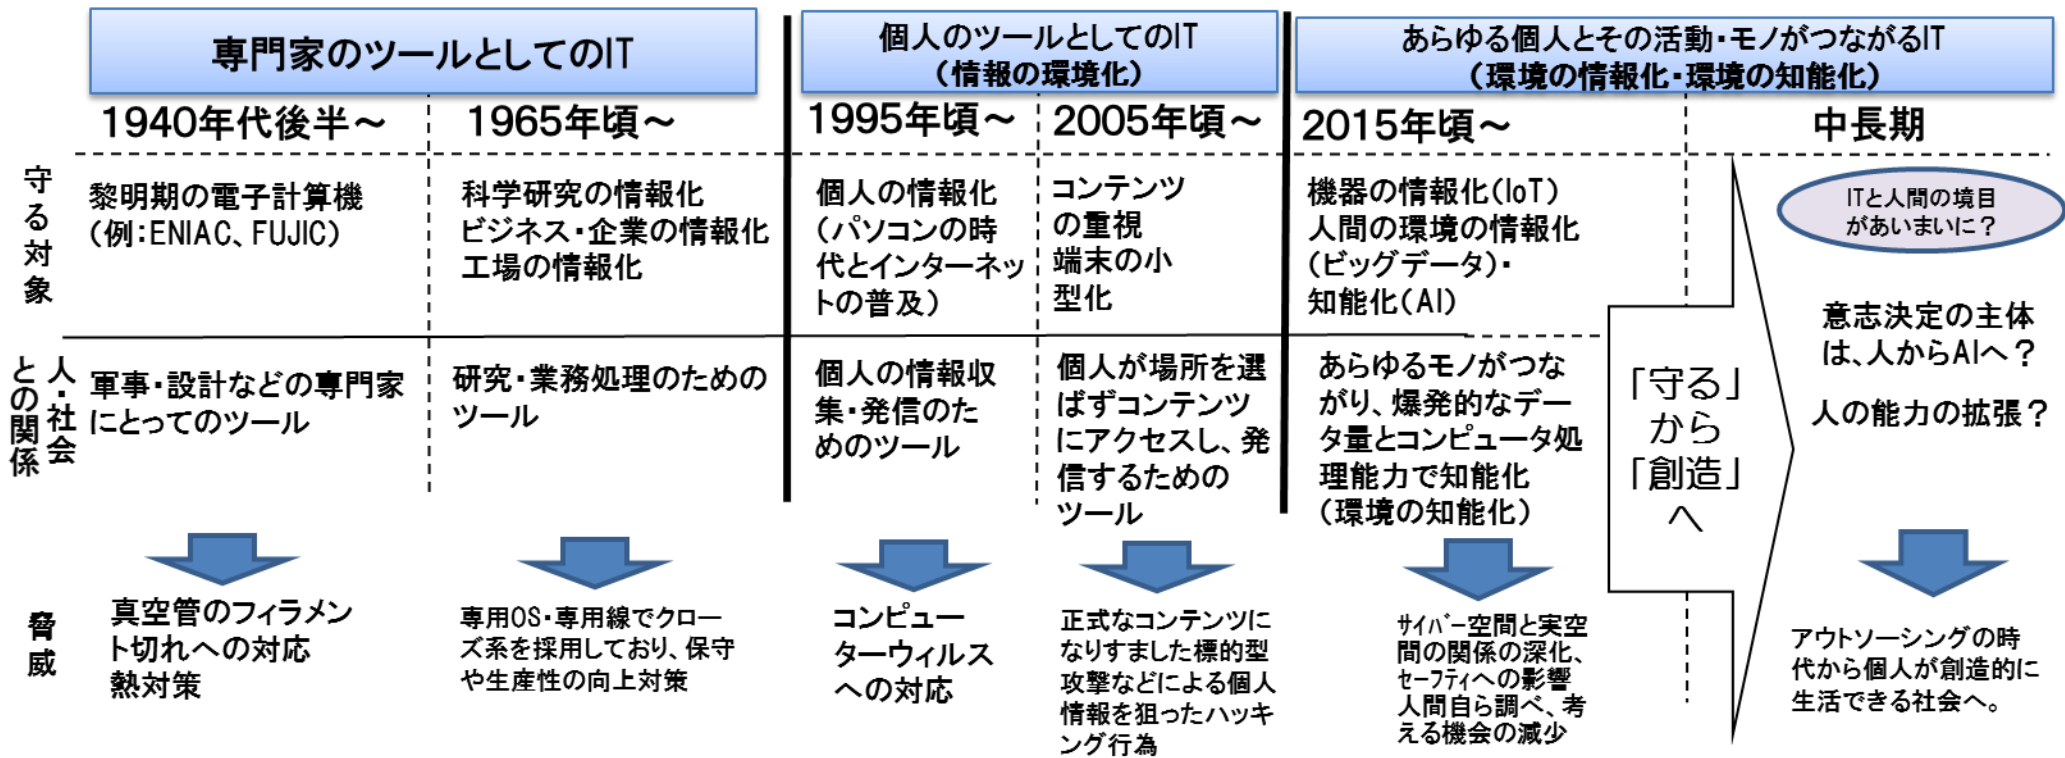 専門家のツールとしてのIT
個人のツールとしてのIT
（情報の環境化）
あらゆる個人とその活動・モノがつながるIT
（環境の情報化・環境の知能化）
1940年代後半～
1965年頃～
1995年頃～
2005年頃～
2015年頃～
中長期
守る対象
黎明期の電子計算機
（例：ENIAC、FUJIC）
科学研究の情報化
ビジネス・企業の情報化
工場の情報化
個人の情報化
（パソコンの時
代とインターネッ
トの普及）
コンテンツ
の重視
端末の小
型化
機器の情報化(IoT)
人間の環境の情報化
(ビッグデータ)・
知能化(AI)
ITと人間の境目
があいまいに？
意志決定の主体
は、人からAIへ？
人の能力の拡張？
人・社会
との関係
軍事・設計などの専門家
にとってのツール
研究・業務処理のための
ツール
個人の情報収
集・発信のた
めのツール
個人が場所を選
ばずコンテンツ
にアクセスし、発
信するための
ツール
あらゆるモノがつな
がり、爆発的なデー
タ量とコンピュータ処
理能力で知能化
（環境の知能化）
「守る」
から
「創造」
へ
脅威
真空管のフィラメン
ト切れへの対応
熱対策
専用OS・専用線でクロー
ズ系を採用しており、保守
や生産性の向上対策
コンピュー
ターウィルス
への対応
正式なコンテンツに
なりすました標的型
攻撃などによる個人
情報を狙ったハッキ
ング行為
ｻｲﾊﾞｰ空間と実空
間の関係の深化、
ｾｰﾌﾃｨへの影響
人間自ら調べ、考
える機会の減少
アウトソーシングの時
代から個人が創造的に
生活できる社会へ。